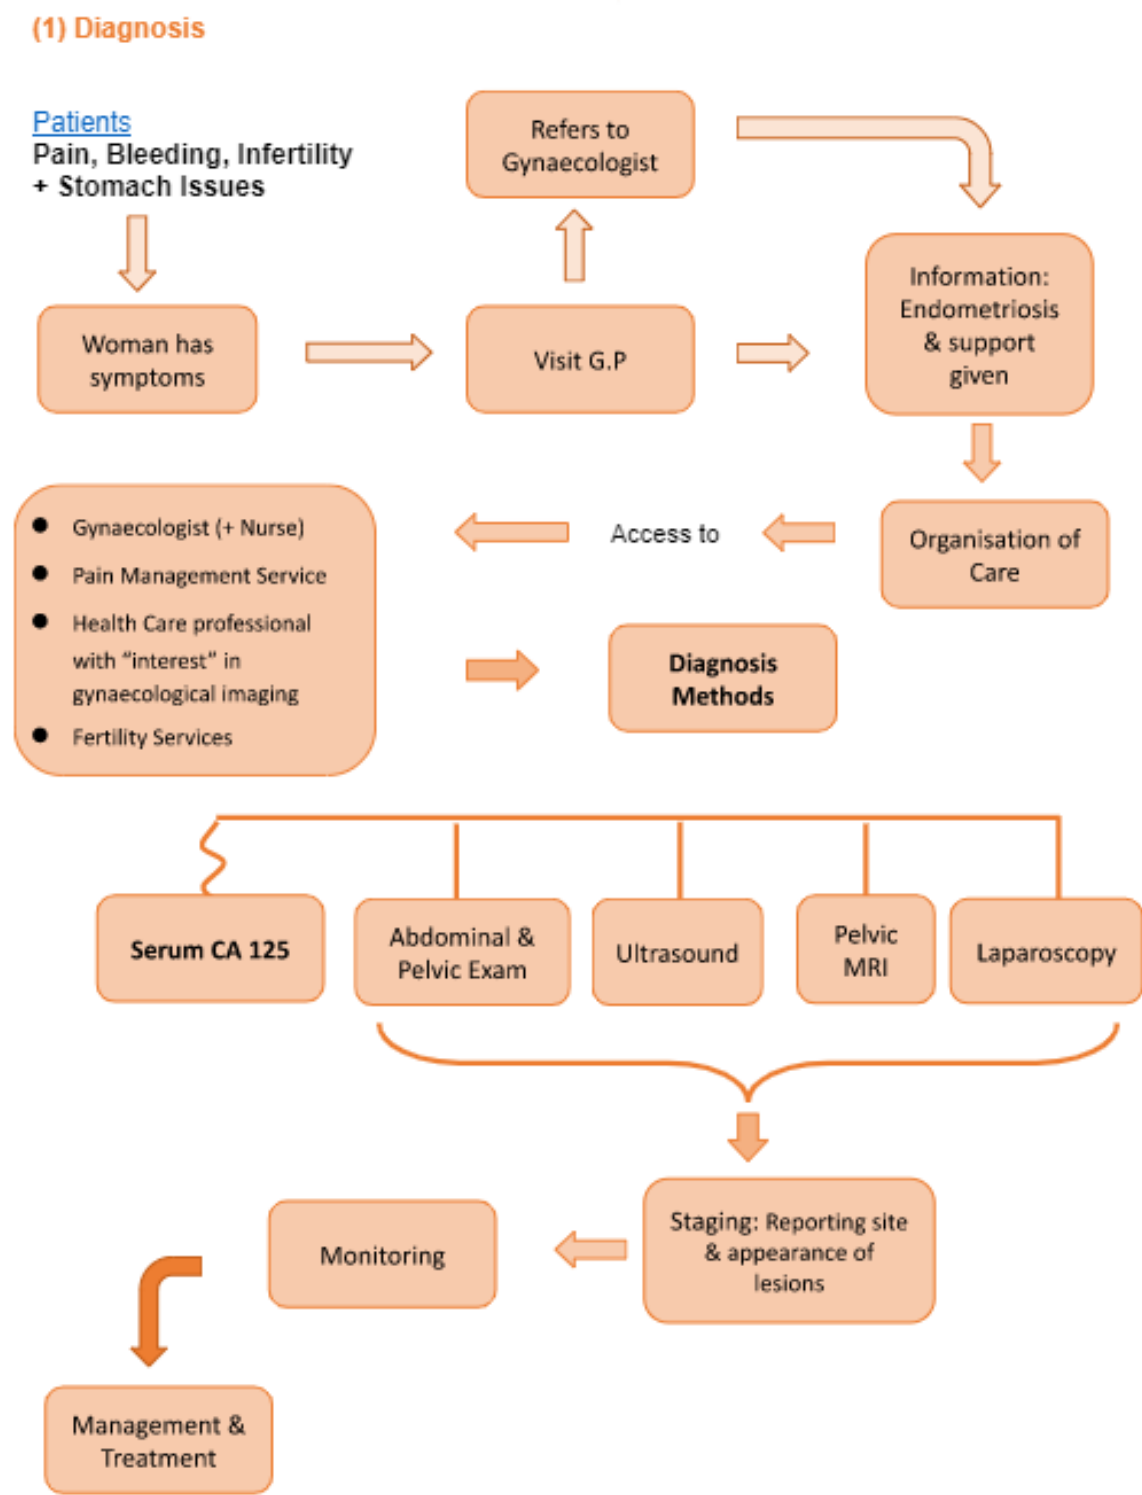 (1) Diagnosis
Patients
Pain, Bleeding, Infertility
+ Stomach Issues
Refers to
Gynaecologist
Woman has
symptoms
Visit G.P
Information:
Endometriosis
& support
given
Organisation of
Care
Access to
● Gynaecologist (+ Nurse)
● Pain Management Service
● Health Care professional
with “interest” in
gynaecological imaging
● Fertility Services
Diagnosis
Methods
Serum CA 125
Abdominal &
Pelvic Exam
Ultrasound
Pelvic
MRI
Laparoscopy
Staging: Reporting site
& appearance of
lesions
Monitoring
Management &
Treatment